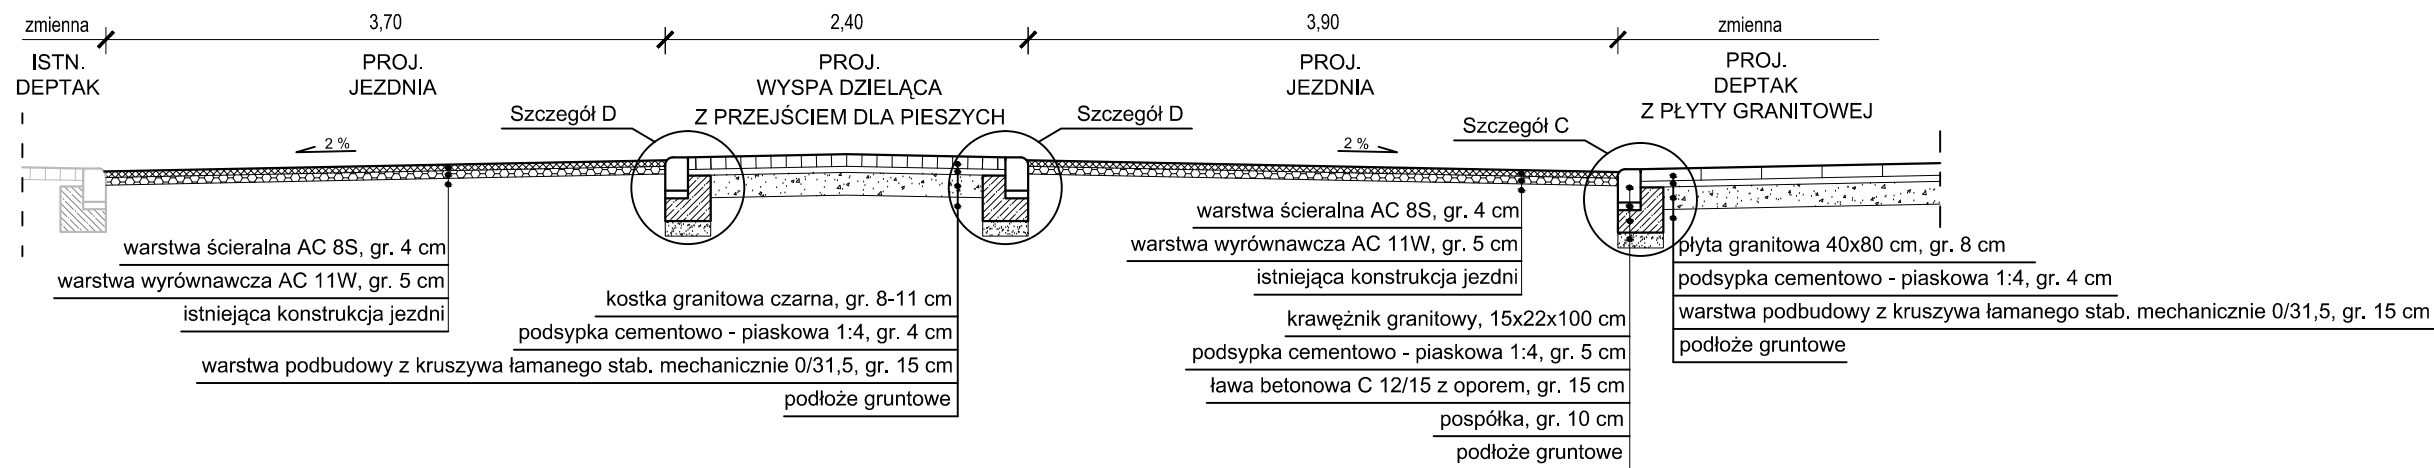 zmienna
3,70
2,40
3,90
zmienna
ISTN.
DEPTAK
PROJ.
JEZDNIA
PROJ.
WYSPA DZIELĄCA
Z PRZEJŚCIEM DLA PIESZYCH
PROJ.
JEZDNIA
PROJ.
DEPTAK
Z PŁYTY GRANITOWEJ
Szczegół D
Szczegół D
Szczegół C
2 %
2 %
warstwa ścieralna AC 8S, gr. 4 cm
warstwa wyrównawcza AC 11W, gr. 5 cm
istniejąca konstrukcja jezdni
kostka granitowa czarna, gr. 8-11 cm
podsypka cementowo - piaskowa 1:4, gr. 4 cm
warstwa podbudowy z kruszywa łamanego stab. mechanicznie 0/31,5, gr. 15 cm
podłoże gruntowe
warstwa ścieralna AC 8S, gr. 4 cm
warstwa wyrównawcza AC 11W, gr. 5 cm
istniejąca konstrukcja jezdni
krawężnik granitowy, 15x22x100 cm
podsypka cementowo - piaskowa 1:4, gr. 5 cm
ława betonowa C 12/15 z oporem, gr. 15 cm
pospółka, gr. 10 cm
podłoże gruntowe
płyta granitowa 40x80 cm, gr. 8 cm
podsypka cementowo - piaskowa 1:4, gr. 4 cm
warstwa podbudowy z kruszywa łamanego stab. mechanicznie 0/31,5, gr. 15 cm
podłoże gruntowe